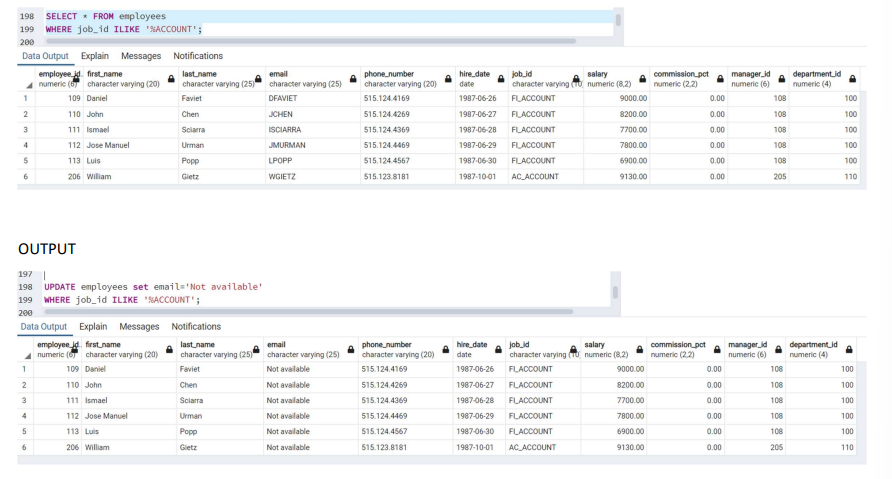 198 SELECT * FROM employees
199 WHERE job_id ILIKE '%ACCOUNT';
200
Data Output Explain Messages Notifications
employee_id first_name last_name email phone_number hire_date job_id salary commission_pct manager_id department_id
numeric (6) character varying (20) character varying (25) character varying (25) character varying (20) date character varying (10 numeric (8,2) numeric (2,2) numeric (6) numeric (4)
1 109 Daniel Faviet DFAVIET 515.124.4169 1987-06-26 FI_ACCOUNT 9000.00 0.00 108 100
2 110 John Chen JCHEN 515.124.4269 1987-06-27 FI_ACCOUNT 8200.00 0.00 108 100
3 111 Ismael Sciarra ISCIARRA 515.124.4369 1987-06-28 FI_ACCOUNT 7700.00 0.00 108 100
4 112 Jose Manuel Urman JMURMAN 515.124.4469 1987-06-29 FI_ACCOUNT 7800.00 0.00 108 100
5 113 Luis Popp LPOPP 515.124.4567 1987-06-30 FI_ACCOUNT 6900.00 0.00 108 100
6 206 William Gietz WGIETZ 515.123.8181 1987-10-01 AC_ACCOUNT 9130.00 0.00 205 110
OUTPUT
197
198 UPDATE employees set email='Not available'
199 WHERE job_id ILIKE '%ACCOUNT';
200
Data Output Explain Messages Notifications
employee_id first_name last_name email phone_number hire_date job_id salary commission_pct manager_id department_id
numeric (6) character varying (20) character varying (25) character varying (25) character varying (20) date character varying (10 numeric (8,2) numeric (2,2) numeric (6) numeric (4)
1 109 Daniel Faviet Not available 515.124.4169 1987-06-26 FI_ACCOUNT 9000.00 0.00 108 100
2 110 John Chen Not available 515.124.4269 1987-06-27 FI_ACCOUNT 8200.00 0.00 108 100
3 111 Ismael Sciarra Not available 515.124.4369 1987-06-28 FI_ACCOUNT 7700.00 0.00 108 100
4 112 Jose Manuel Urman Not available 515.124.4469 1987-06-29 FI_ACCOUNT 7800.00 0.00 108 100
5 113 Luis Popp Not available 515.124.4567 1987-06-30 FI_ACCOUNT 6900.00 0.00 108 100
6 206 William Gietz Not available 515.123.8181 1987-10-01 AC_ACCOUNT 9130.00 0.00 205 110